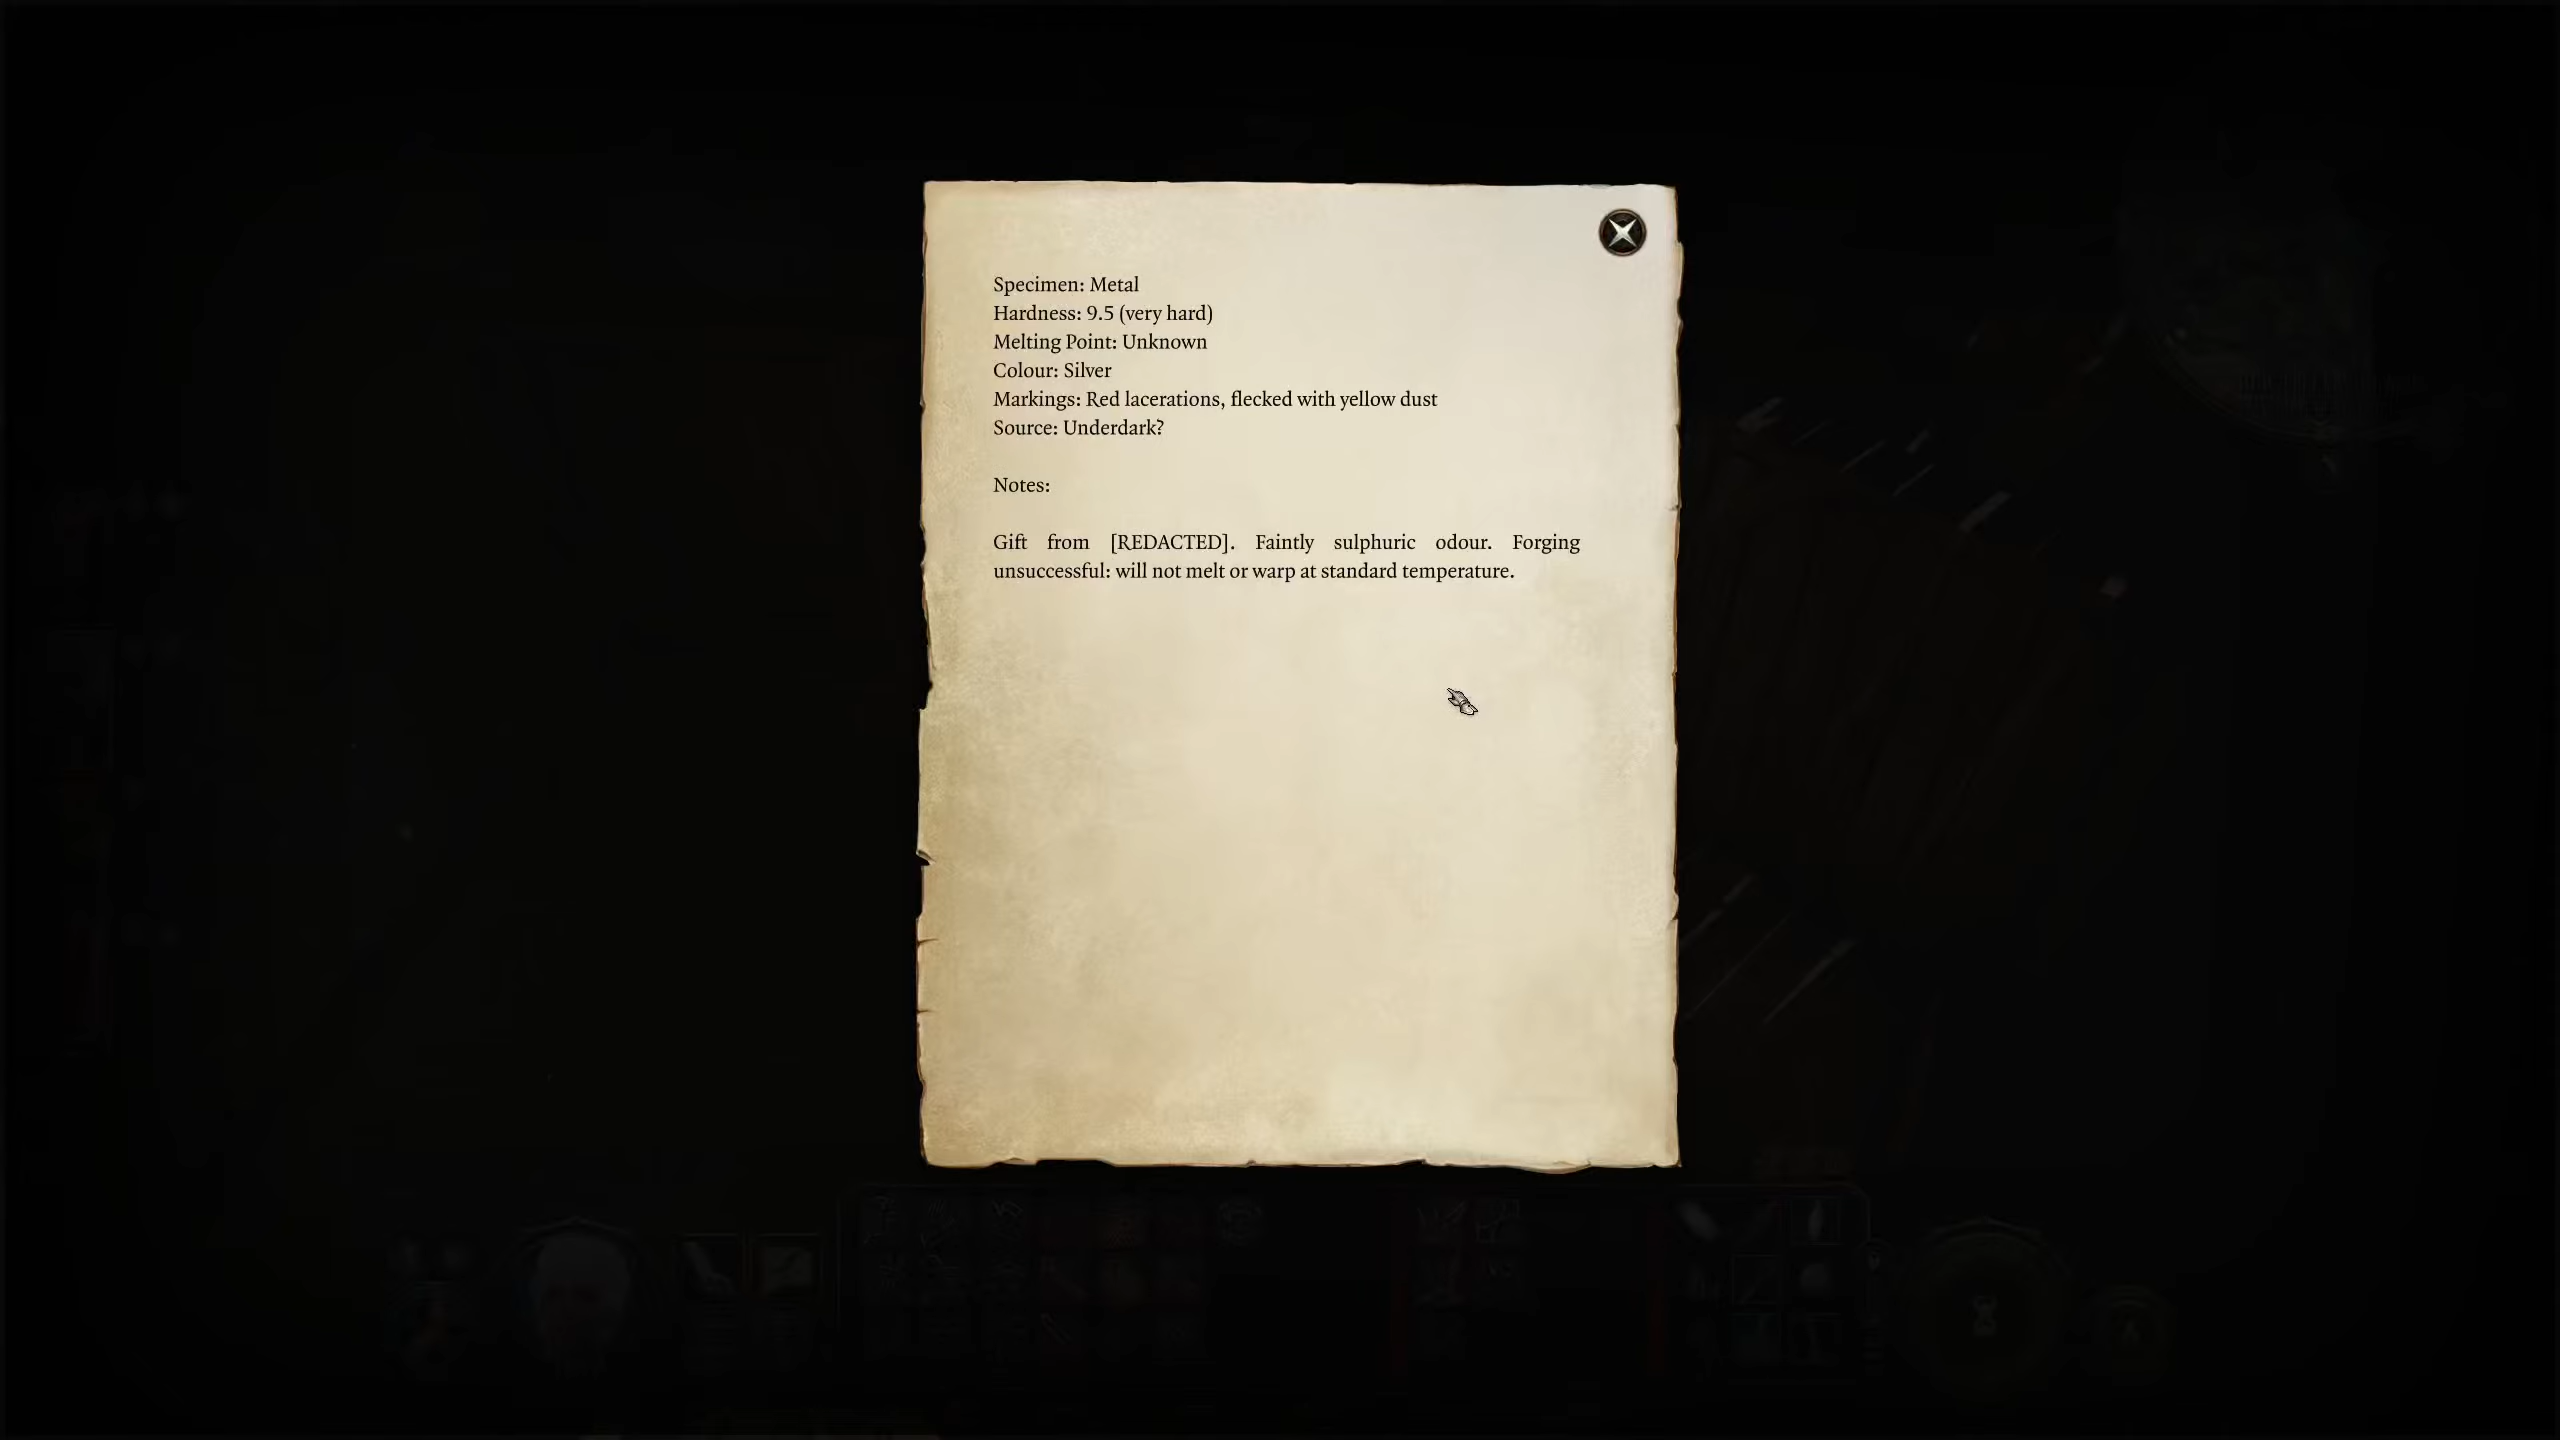 Specimen: Metal
Hardness: 9.5 (very hard)
Melting Point: Unknown
Colour: Silver
Markings: Red lacerations, flecked with yellow dust
Source: Underdark?
Notes:
Gift from [REDACTED]. Faintly sulphuric odour. Forging
unsuccessful: will not melt or warp at standard temperature.